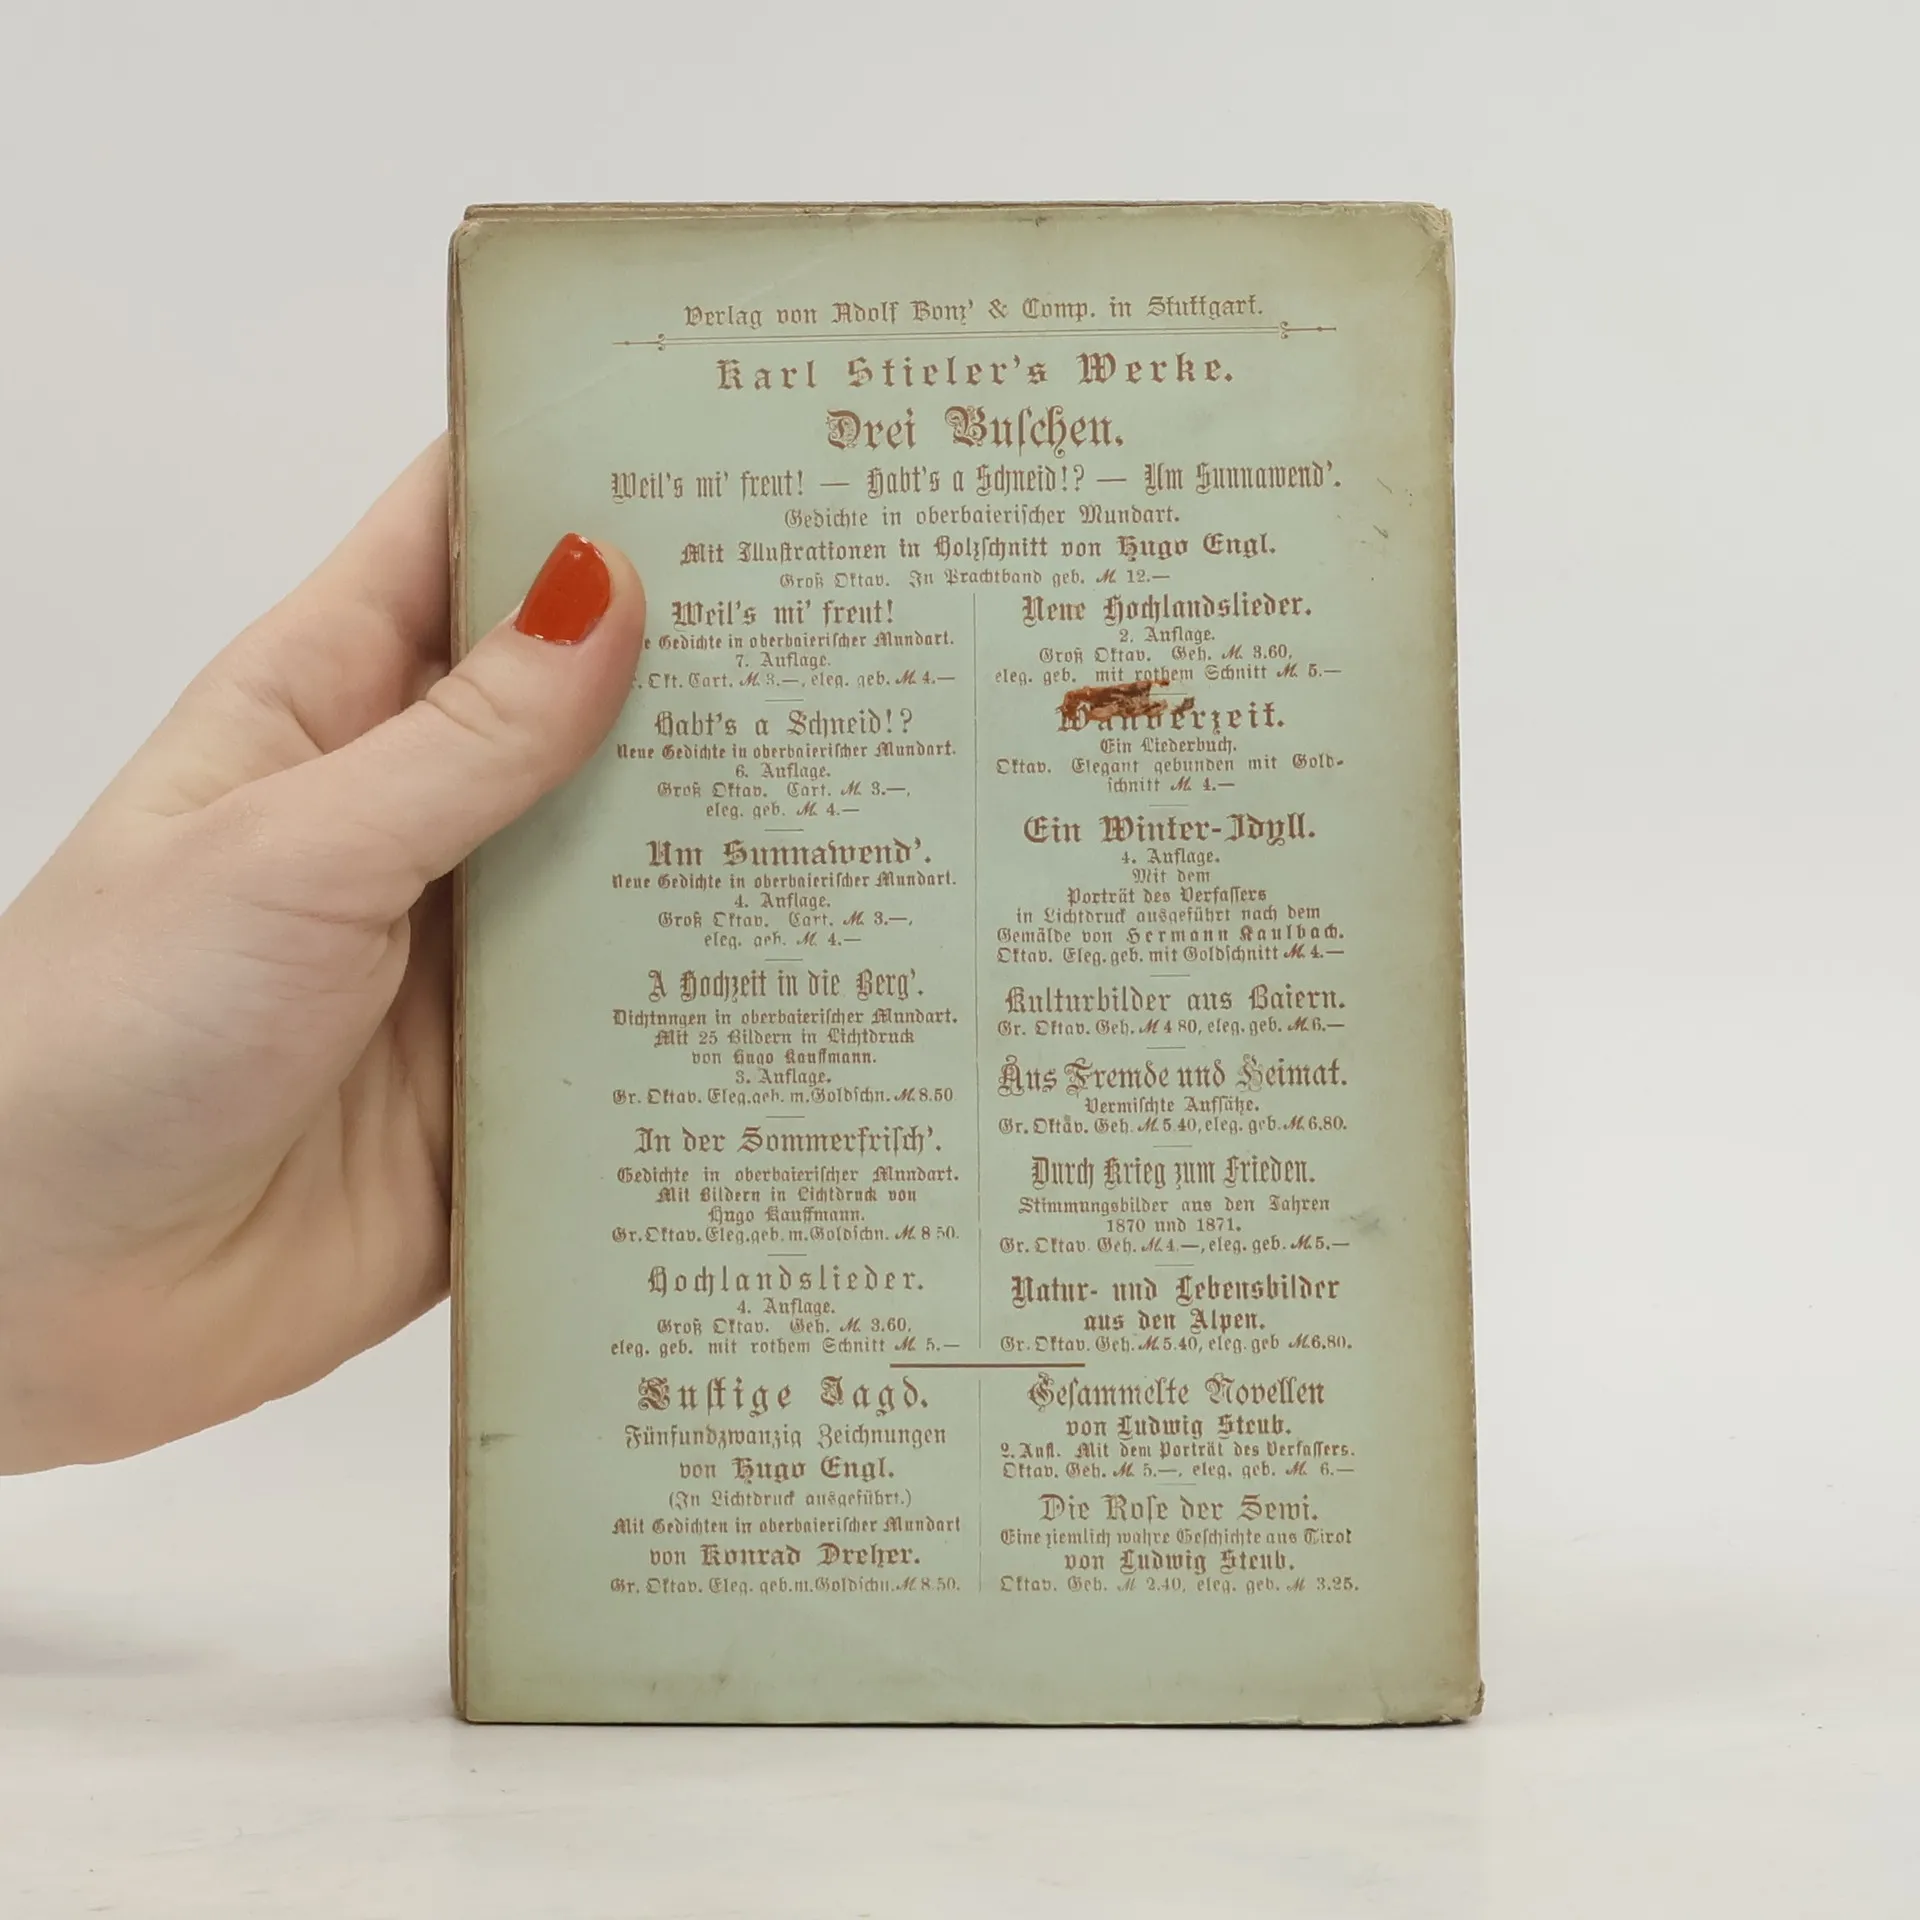 Verlag von Adolf Bonz' & Comp. in Stuttgart.
Karl Stieler's Werke.
Drei Buschen.
Weil's mi' freut! — Habt's a Schneid!? — Um Sunnawend'.
Gedichte in oberbaierischer Mundart.
Mit Illustrationen in Holzschnitt von Hugo Engl.
Groß Oktav. In Prachtband geb. M. 12.—
Weil's mi' freut!
Gedichte in oberbaierischer Mundart.
7. Auflage.
Okt. Cart. M. 3.—, eleg. geb. M. 4.—
Habt's a Schneid!?
Neue Gedichte in oberbaierischer Mundart.
6. Auflage.
Groß Oktav. Cart. M. 3.—,
eleg. geb. M. 4.—
Um Sunnawend'.
Neue Gedichte in oberbaierischer Mundart.
4. Auflage.
Groß Oktav. Cart. M. 3.—,
eleg. geb. M. 4.—
A Hochzeit in die Berg'.
Dichtungen in oberbaierischer Mundart.
Mit 25 Bildern in Lichtdruck
von Hugo Kauffmann.
3. Auflage.
Gr. Oktav. Eleg. geb. m. Goldschn. M. 8.50
In der Sommerfrisch'.
Gedichte in oberbaierischer Mundart.
Mit Bildern in Lichtdruck von
Hugo Kauffmann.
Gr. Oktav. Eleg. geb. m. Goldschn. M. 8 50.
Hochlandslieder.
4. Auflage.
Groß Oktav. Geh. M. 3.60,
eleg. geb. mit rothem Schnitt M. 5.—
Neue Hochlandslieder.
2. Auflage.
Groß Oktav. Geh. M. 3.60,
eleg. geb. mit rothem Schnitt M. 5.—
Wanderzeit.
Ein Liederbuch.
Oktav. Elegant gebunden mit Gold-
schnitt M. 4.—
Ein Winter-Idyll.
4. Auflage.
Mit dem
Porträt des Verfassers
in Lichtdruck ausgeführt nach dem
Gemälde von Hermann Kaulbach.
Oktav. Eleg. geb. mit Goldschnitt M. 4.—
Kulturbilder aus Baiern.
Gr. Oktav. Geh. M 4 80, eleg. geb. M. 6.—
Aus Fremde und Heimat.
Vermischte Aufsätze.
Gr. Oktav. Geh. M. 5 40, eleg. geb. M. 6.80.
Durch Krieg zum Frieden.
Stimmungsbilder aus den Jahren
1870 und 1871.
Gr. Oktav. Geh. M. 4.—, eleg. geb. M. 5.—
Natur- und Lebensbilder
aus den Alpen.
Gr. Oktav. Geh. M. 5.40, eleg. geb M. 6.80.
Lustige Jagd.
Fünfundzwanzig Zeichnungen
von Hugo Engl.
(In Lichtdruck ausgeführt.)
Mit Gedichten in oberbaierischer Mundart
von Konrad Dreher.
Gr. Oktav. Eleg. geb. m. Goldschn. M 8.50.
Gesammelte Novellen
von Ludwig Steub.
2. Aufl. Mit dem Porträt des Verfassers.
Oktav. Geh. M. 5.—, eleg. geb. M. 6.—
Die Rose der Sewi.
Eine ziemlich wahre Geschichte aus Tirol
von Ludwig Steub.
Oktav. Geh. M 2.40, eleg. geb. M 3.25.